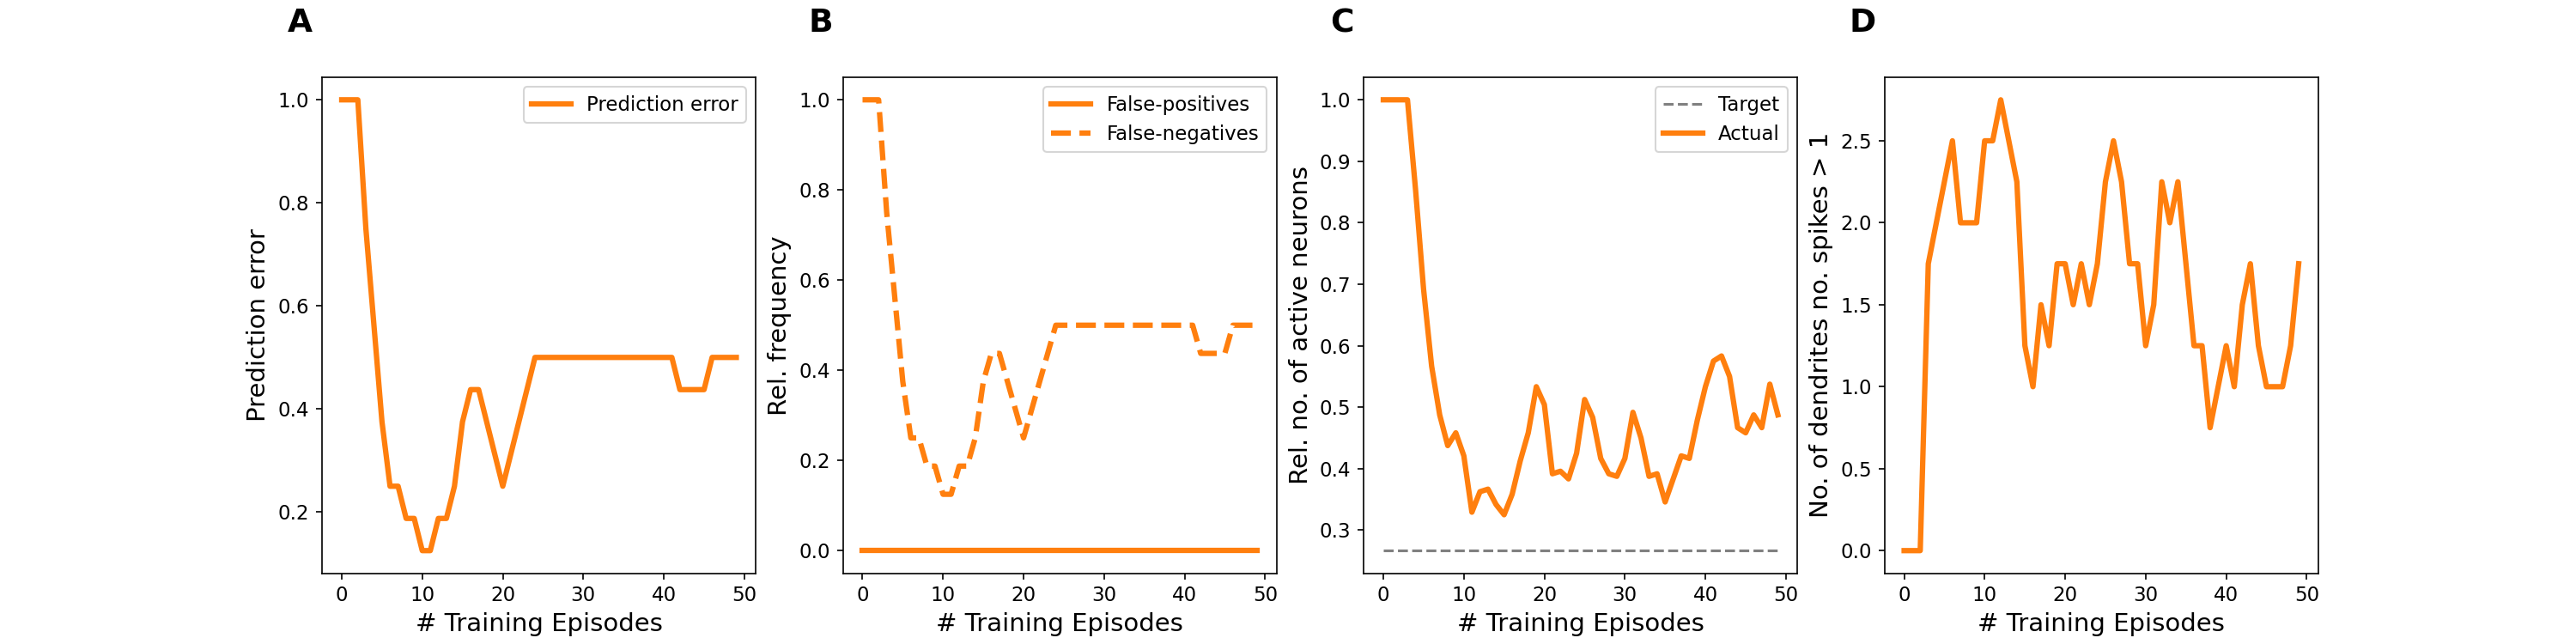 A
B
C
D
Prediction error
1.0
0.8
0.6
0.4
0.2
0
10
20
30
40
50
# Training Episodes
Prediction error
Rel. frequency
1.0
0.8
0.6
0.4
0.2
0.0
0
10
20
30
40
50
# Training Episodes
False-positives
False-negatives
Rel. no. of active neurons
1.0
0.9
0.8
0.7
0.6
0.5
0.4
0.3
0
10
20
30
40
50
# Training Episodes
Target
Actual
No. of dendrites no. spikes > 1
2.5
2.0
1.5
1.0
0.5
0.0
0
10
20
30
40
50
# Training Episodes